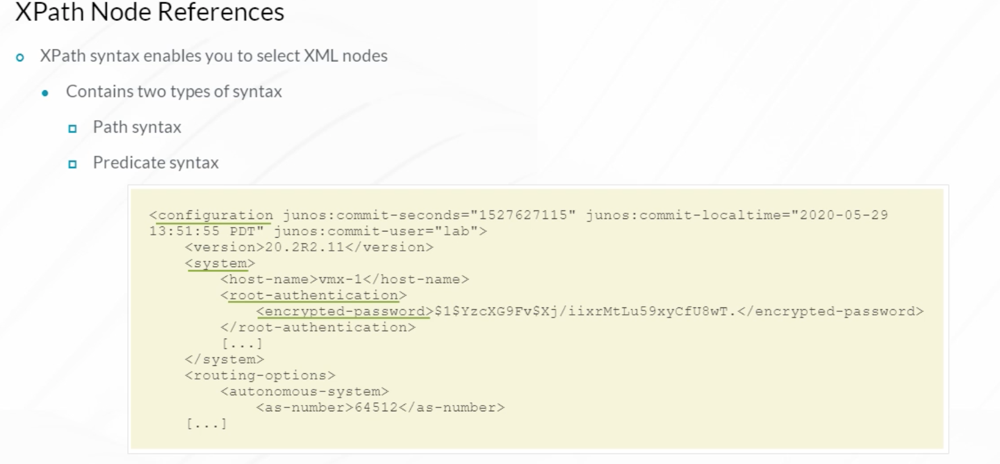 XPath Node References
XPath syntax enables you to select XML nodes
Contains two types of syntax
Path syntax
Predicate syntax
<configuration junos:commit-seconds="1527627115" junos:commit-localtime="2020-05-29
13:51:55 PDT" junos:commit-user="lab">
<version>20.2R2.11</version>
<system>
<host-name>vmx-1</host-name>
<root-authentication>
<encrypted-password>$1$YzcXG9Fv$Xj/iixrMtLu59xyCfU8wT.</encrypted-password>
</root-authentication>
[...]
</system>
<routing-options>
<autonomous-system>
<as-number>64512</as-number>
[...]